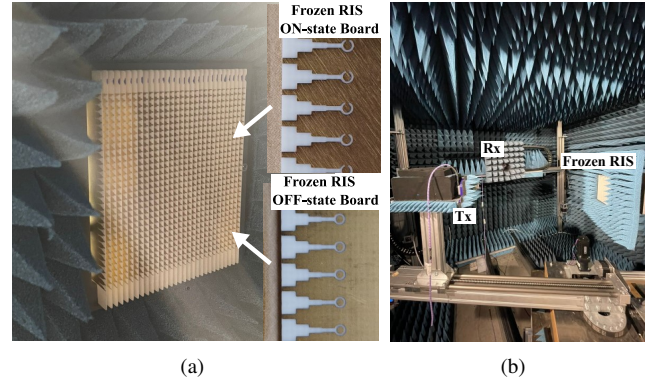 Frozen RIS
ON-state Board
Frozen RIS
OFF-state Board
(a)
Rx
Frozen RIS
Tx
(b)